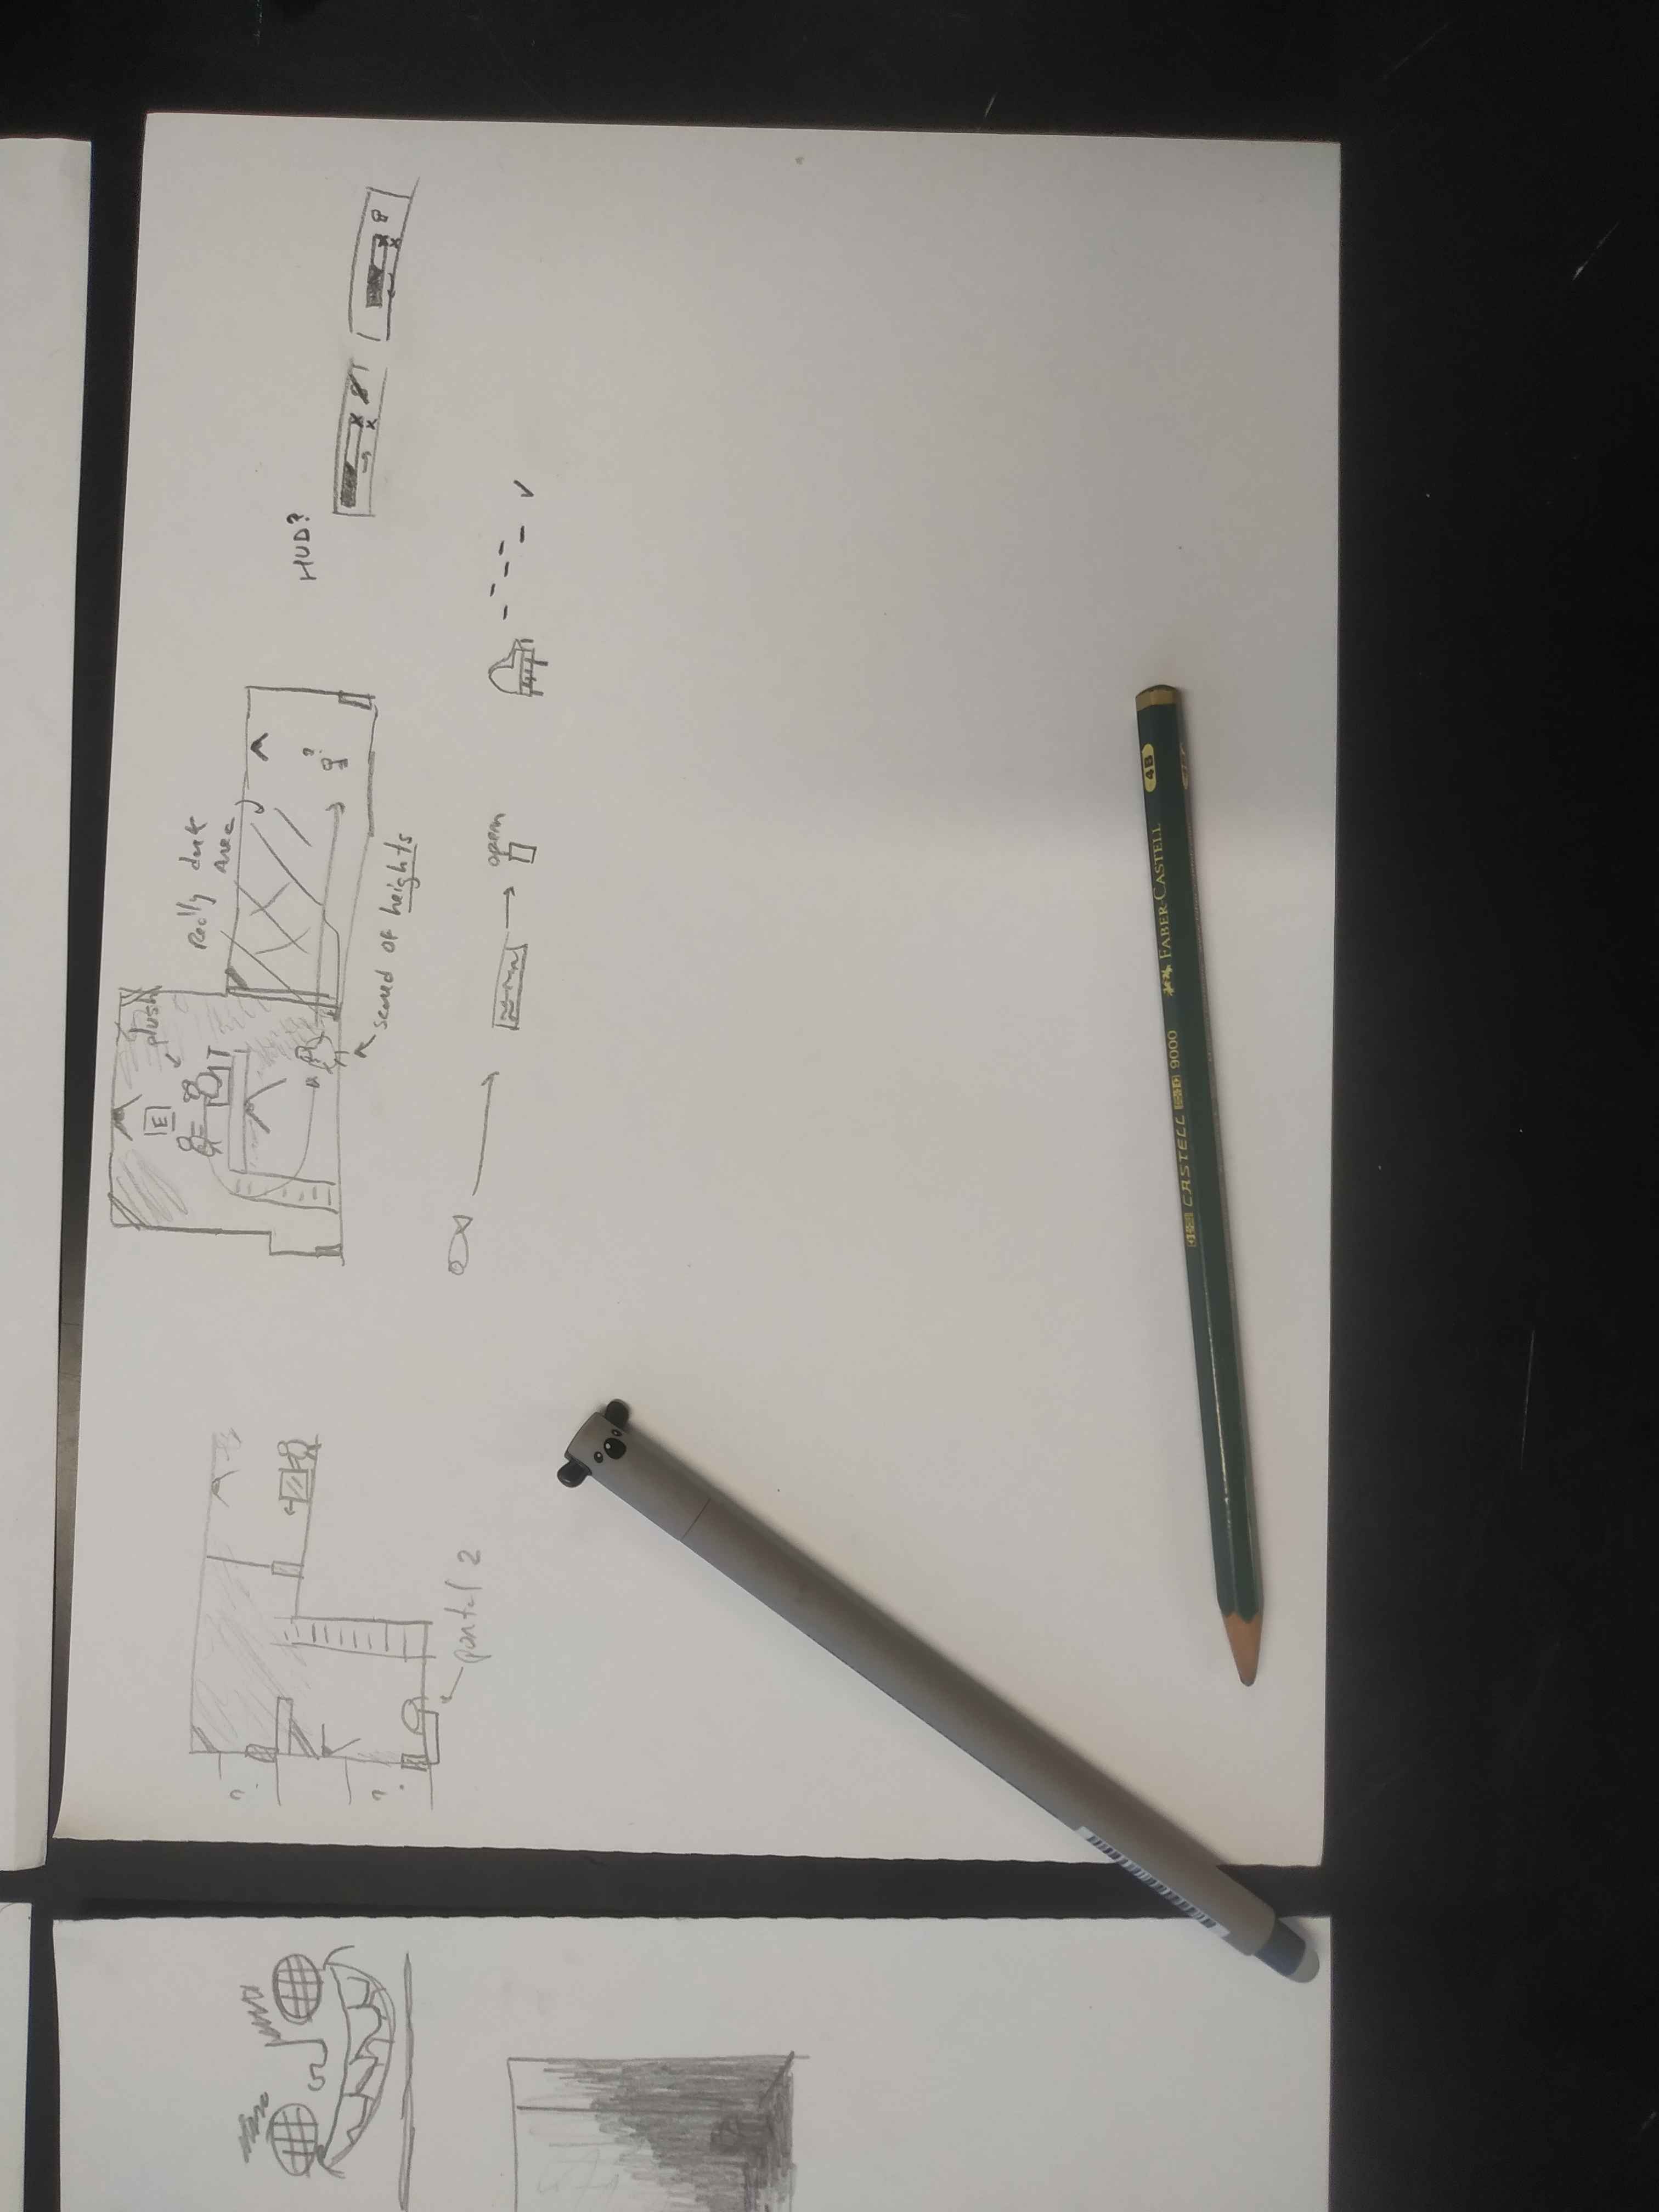 HUD?
Really dark
area
plush
E
scared of heights
open
portal 2
?
?
?
CASTELL 9000 FABER-CASTELL 4B